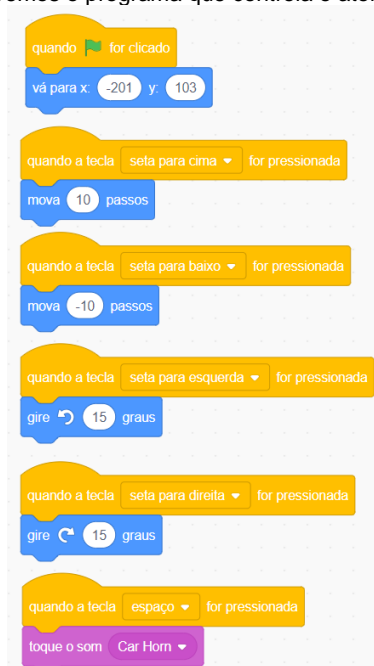 quando for clicado
vá para x: -201 y: 103
quando a tecla seta para cima for pressionada
mova 10 passos
quando a tecla seta para baixo for pressionada
mova -10 passos
quando a tecla seta para esquerda for pressionada
gire 15 graus
quando a tecla seta para direita for pressionada
gire 15 graus
quando a tecla espaço for pressionada
toque o som Car Horn